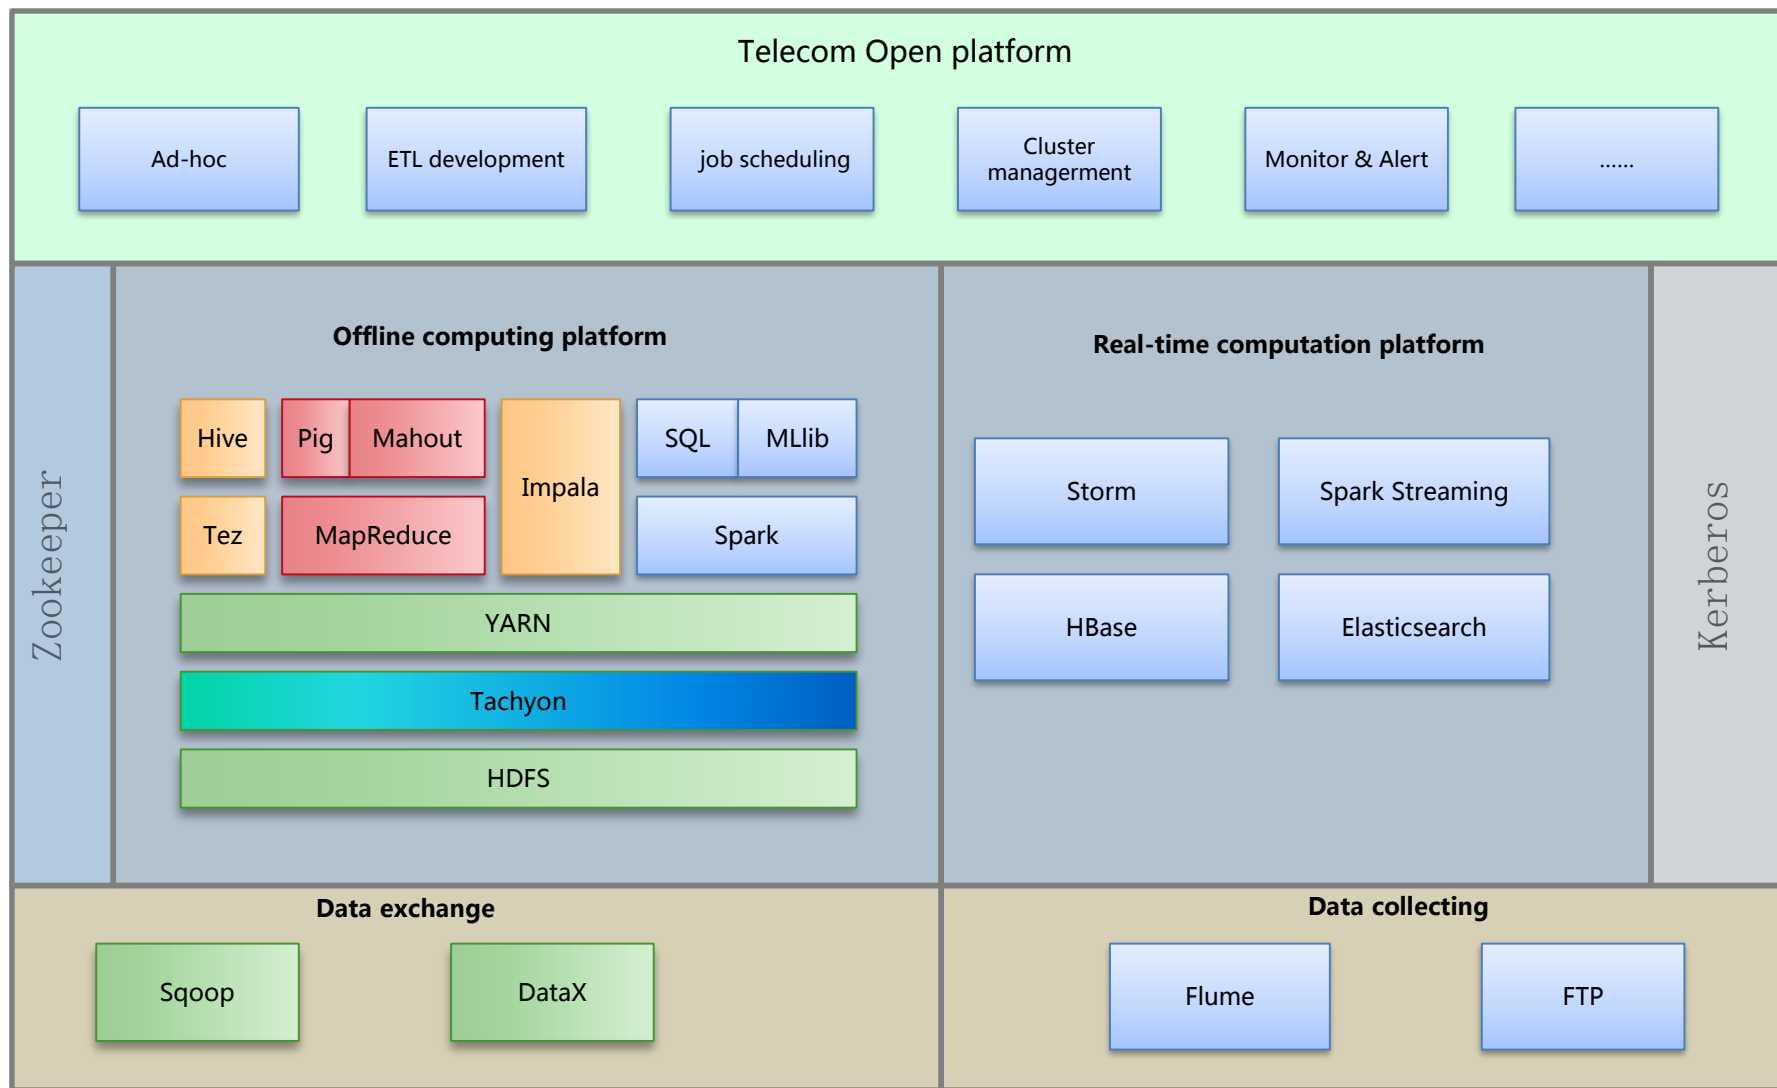 Telecom Open platform
Ad-hoc
ETL development
job scheduling
Cluster
managerment
Monitor & Alert
......
Zookeeper
Offline computing platform
Hive
Pig
Mahout
Impala
SQL
MLlib
Tez
MapReduce
Spark
YARN
Tachyon
HDFS
Real-time computation platform
Storm
Spark Streaming
HBase
Elasticsearch
Kerberos
Data exchange
Sqoop
DataX
Data collecting
Flume
FTP